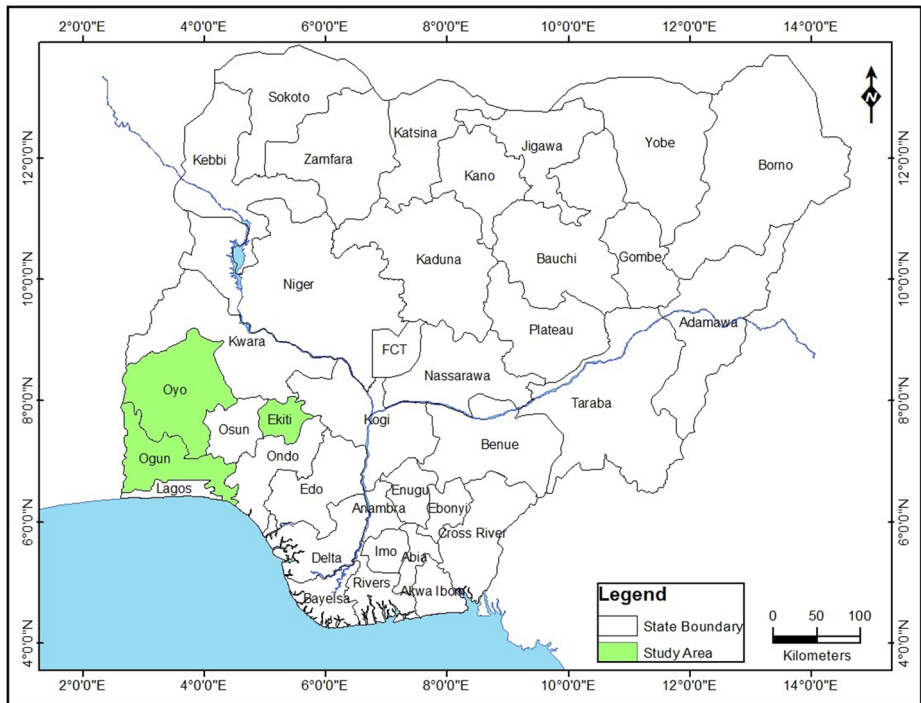 2°0'0"E 4°0'0"E 6°0'0"E 8°0'0"E 10°0'0"E 12°0'0"E 14°0'0"E
N
Sokoto
Katsina
Jigawa
Yobe
Kebbi
Zamfara
Kano
Borno
12°0'0"N
12°0'0"N
Kaduna
Bauchi
Gombe
Niger
10°0'0"N
10°0'0"N
Adamawa
Plateau
Kwara
FCT
Nassarawa
Oyo
Taraba
8°0'0"N
8°0'0"N
Ekiti
Kogi
Osun
Benue
Ondo
Ogun
Lagos
Edo
Enugu
Anambra
Ebonyi
6°0'0"N
6°0'0"N
Cross River
Delta
Imo
Abia
Rivers
Akwa Ibom
Bayelsa
Legend
State Boundary
Study Area
0 50 100
Kilometers
4°0'0"N
4°0'0"N
2°0'0"E 4°0'0"E 6°0'0"E 8°0'0"E 10°0'0"E 12°0'0"E 14°0'0"E